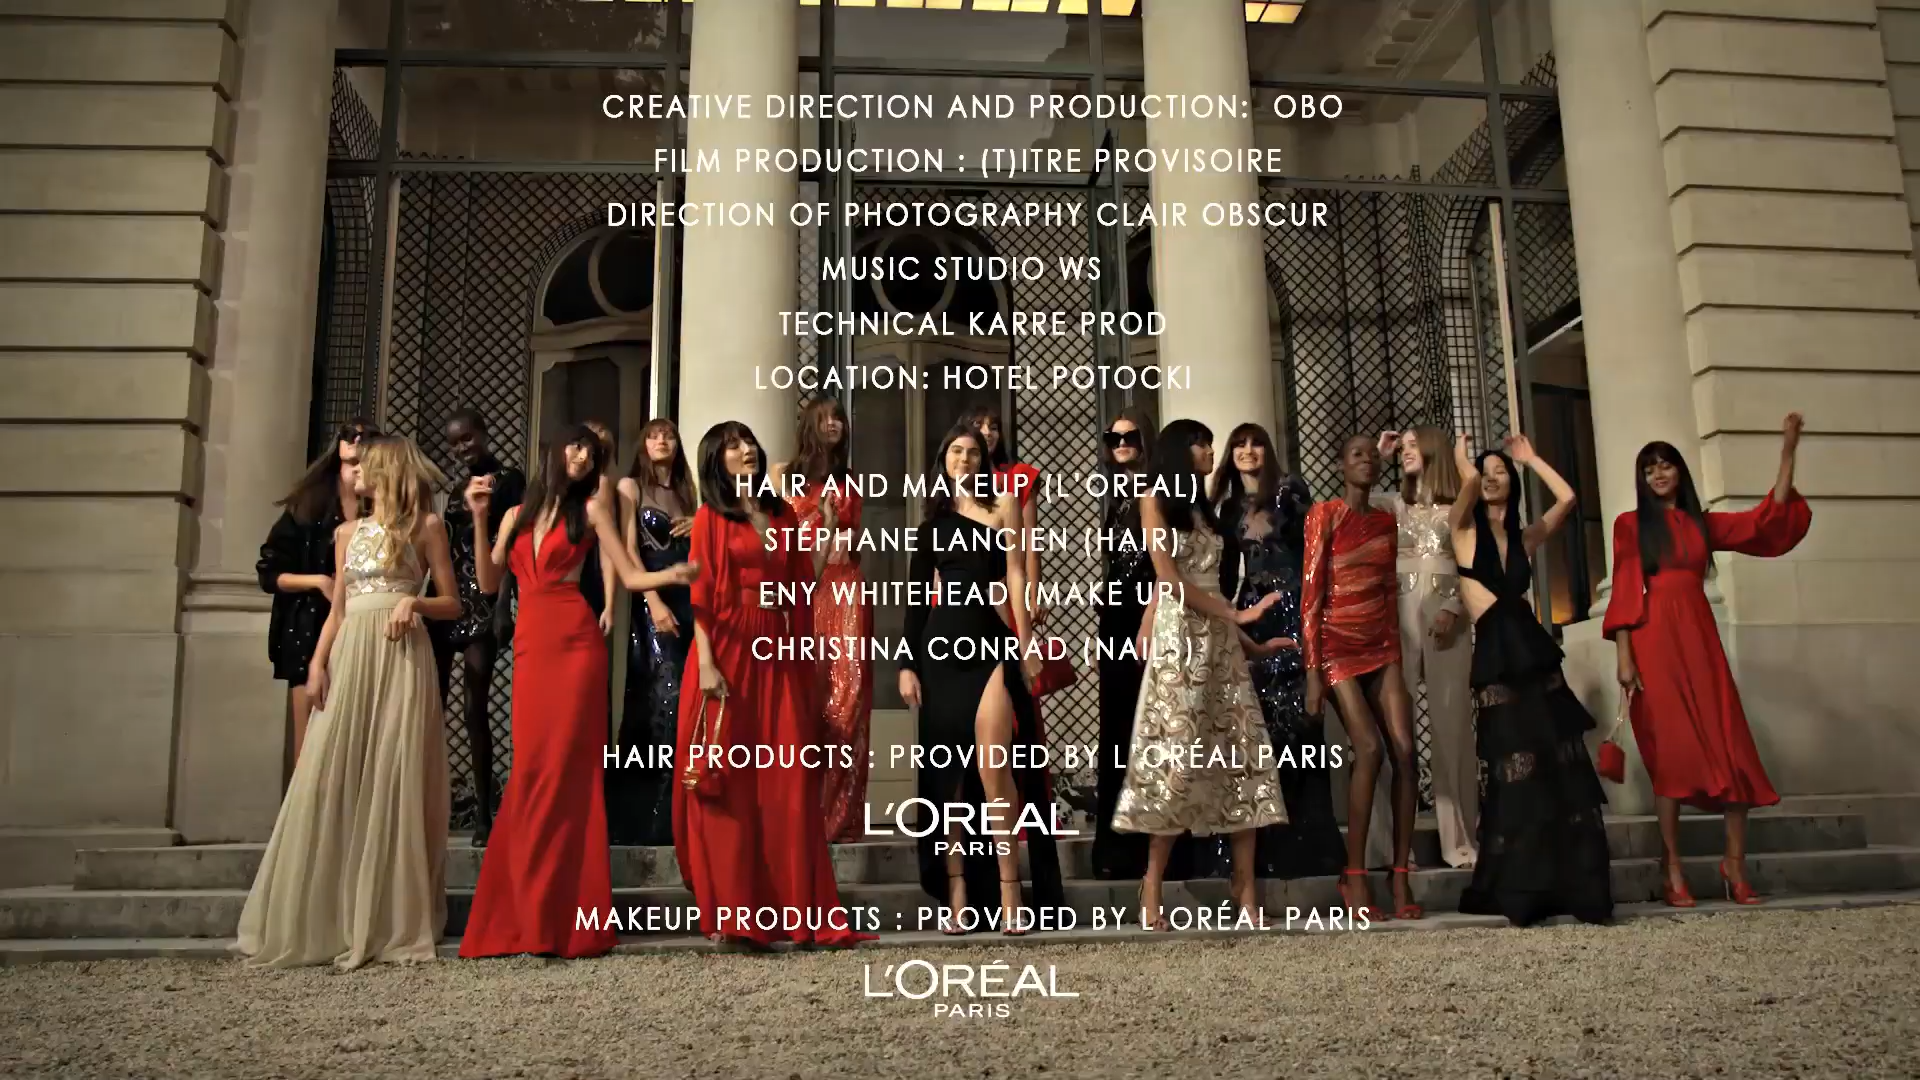 CREATIVE DIRECTION AND PRODUCTION: OBO
FILM PRODUCTION : (T)ITRE PROVISOIRE
DIRECTION OF PHOTOGRAPHY CLAIR OBSCUR
MUSIC STUDIO WS
TECHNICAL KARRE PROD
LOCATION: HOTEL POTOCKI
HAIR AND MAKEUP (L'OREAL)
STÉPHANE LANCIEN (HAIR)
ENY WHITEHEAD (MAKE UP)
CHRISTINA CONRAD (NAILS)
HAIR PRODUCTS : PROVIDED BY L'ORÉAL PARIS
L'ORÉAL
PARIS
MAKEUP PRODUCTS : PROVIDED BY L'ORÉAL PARIS
L'ORÉAL
PARIS